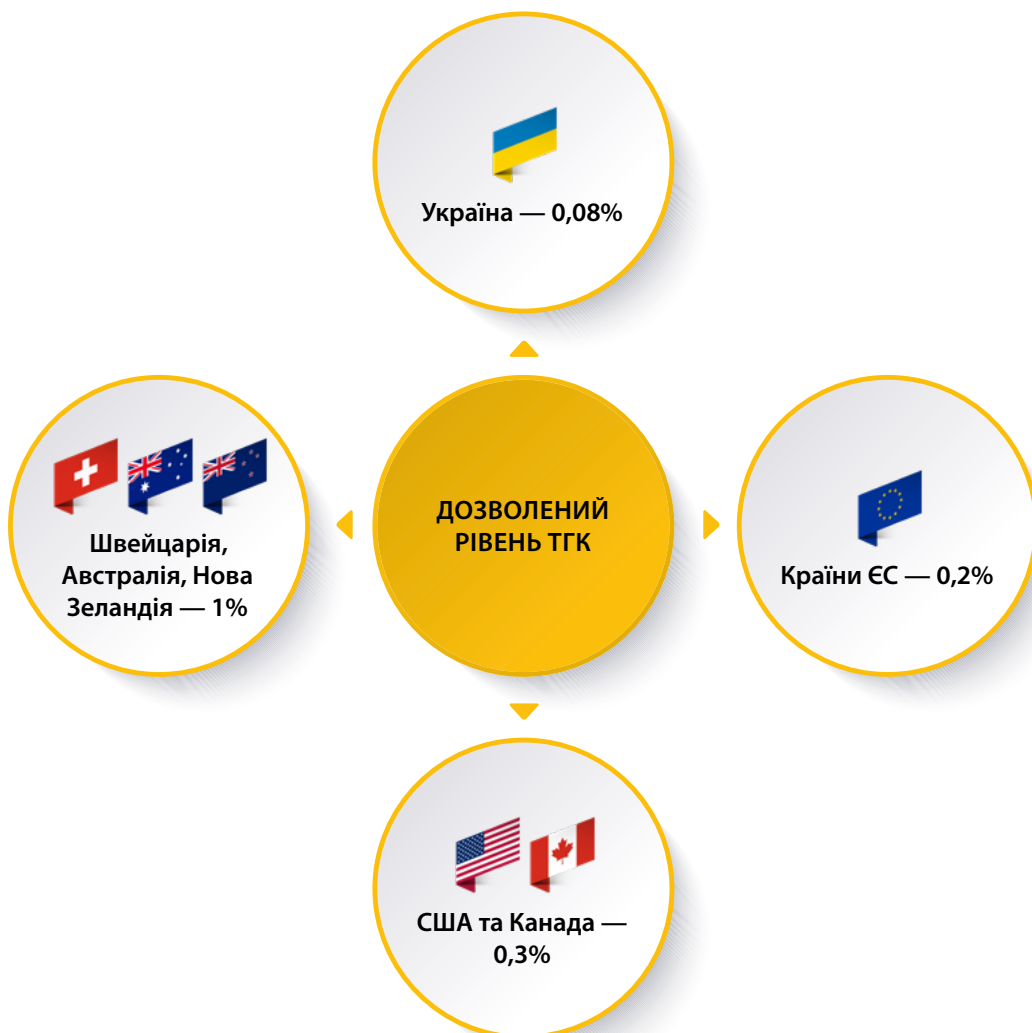 Україна — 0,08%
Швейцарія,
Австралія, Нова
Зеландія — 1%
ДОЗВОЛЕНИЙ
РІВЕНЬ ТГК
Країни ЄС — 0,2%
США та Канада —
0,3%